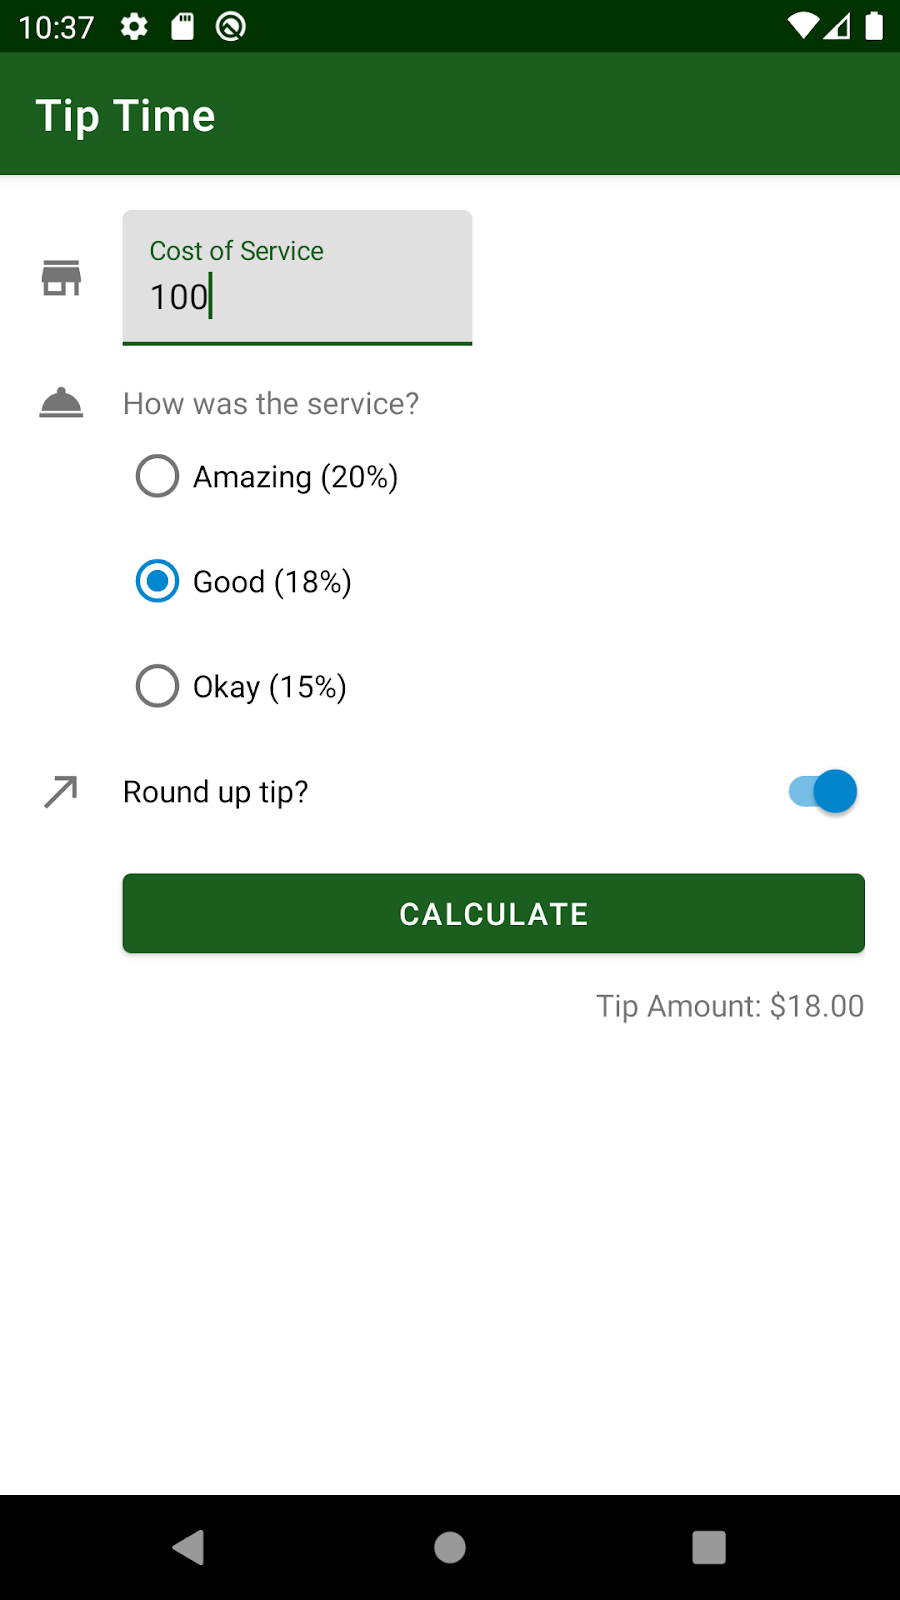 10:37
Tip Time
Cost of Service
100
How was the service?
Amazing (20%)
Good (18%)
Okay (15%)
Round up tip?
CALCULATE
Tip Amount: $18.00